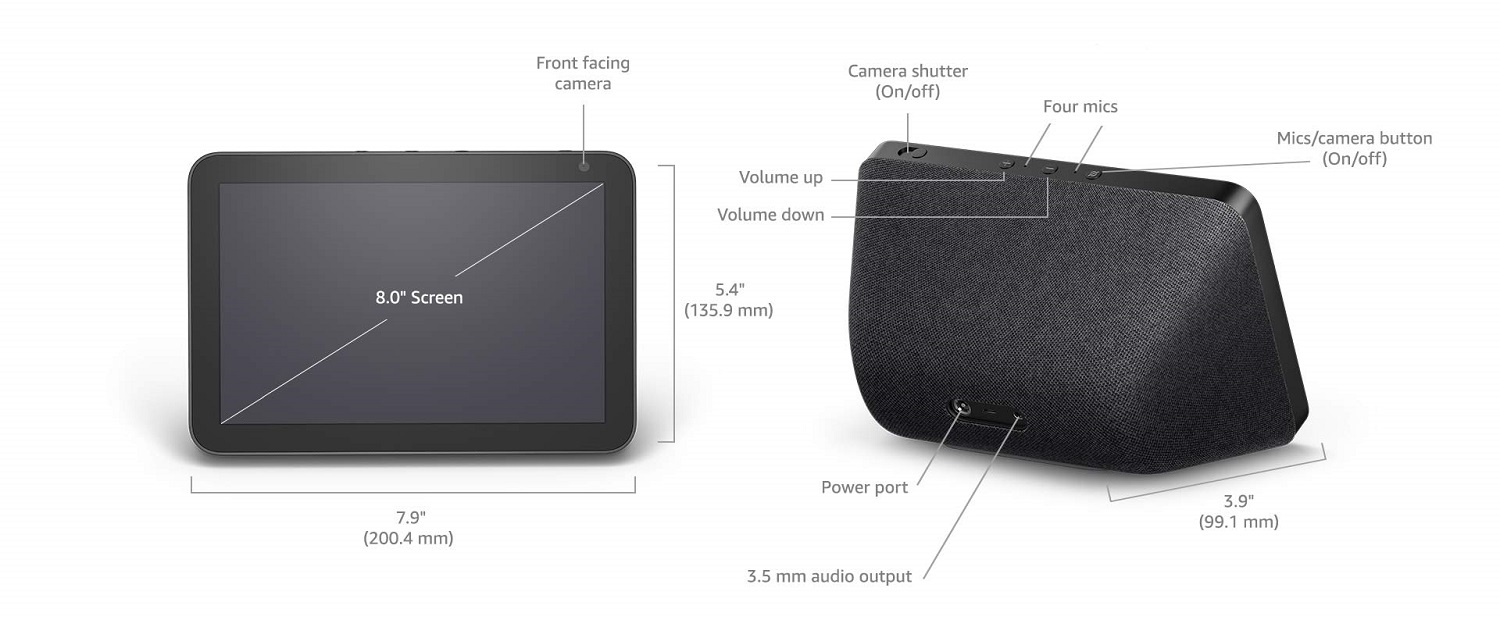 Front facing
camera
8.0" Screen
5.4"
(135.9 mm)
7.9"
(200.4 mm)
Camera shutter
(On/off)
Four mics
Mics/camera button
(On/off)
Volume up
Volume down
Power port
3.9"
(99.1 mm)
3.5 mm audio output